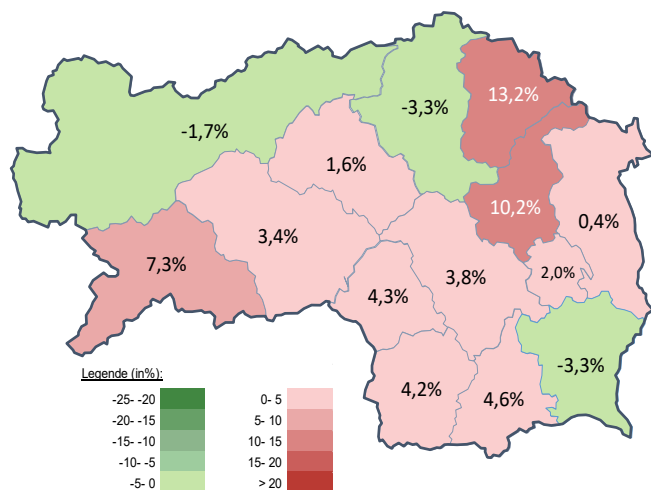 13,2%
-3,3%
-1,7%
1,6%
10,2%
0,4%
3,4%
7,3%
2,0%
3,8%
4,3%
-3,3%
4,2%
4,6%
Legende (in%):
-25- -20 0- 5
-20- -15 5- 10
-15- -10 10- 15
-10- -5 15- 20
-5- 0 > 20